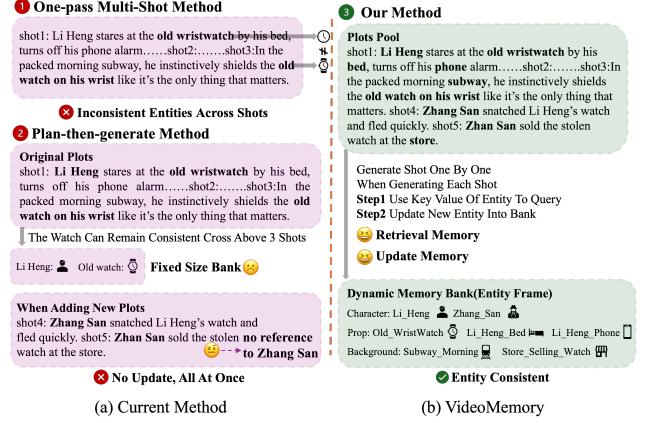 1 One-pass Multi-Shot Method
shot1: Li Heng stares at the old wristwatch by his bed,
turns off his phone alarm……shot2:…….shot3:In the
packed morning subway, he instinctively shields the old
watch on his wrist like it's the only thing that matters.
Inconsistent Entities Across Shots
2 Plan-then-generate Method
Original Plots
shot1: Li Heng stares at the old wristwatch by his bed,
turns off his phone alarm……shot2:…….shot3:In the
packed morning subway, he instinctively shields the old
watch on his wrist like it's the only thing that matters.
The Watch Can Remain Consistent Cross Above 3 Shots
Li Heng: Old watch: Fixed Size Bank
When Adding New Plots
shot4: Zhang San snatched Li Heng's watch and
fled quickly. shot5: Zhan San sold the stolen
watch at the store.
no reference
to Zhang San
No Update, All At Once
(a) Current Method
3 Our Method
Plots Pool
shot1: Li Heng stares at the old wristwatch by his
bed, turns off his phone alarm……shot2:…….shot3:In
the packed morning subway, he instinctively shields
the old watch on his wrist like it's the only thing that
matters. shot4: Zhang San snatched Li Heng's watch
and fled quickly. shot5: Zhan San sold the stolen
watch at the store.
Generate Shot One By One
When Generating Each Shot
Step1 Use Key Value Of Entity To Query
Step2 Update New Entity Into Bank
Retrieval Memory
Update Memory
Dynamic Memory Bank(Entity Frame)
Character: Li_Heng Zhang_San
Prop: Old_WristWatch Li_Heng_Bed Li_Heng_Phone
Background: Subway_Morning Store_Selling_Watch
Entity Consistent
(b) VideoMemory